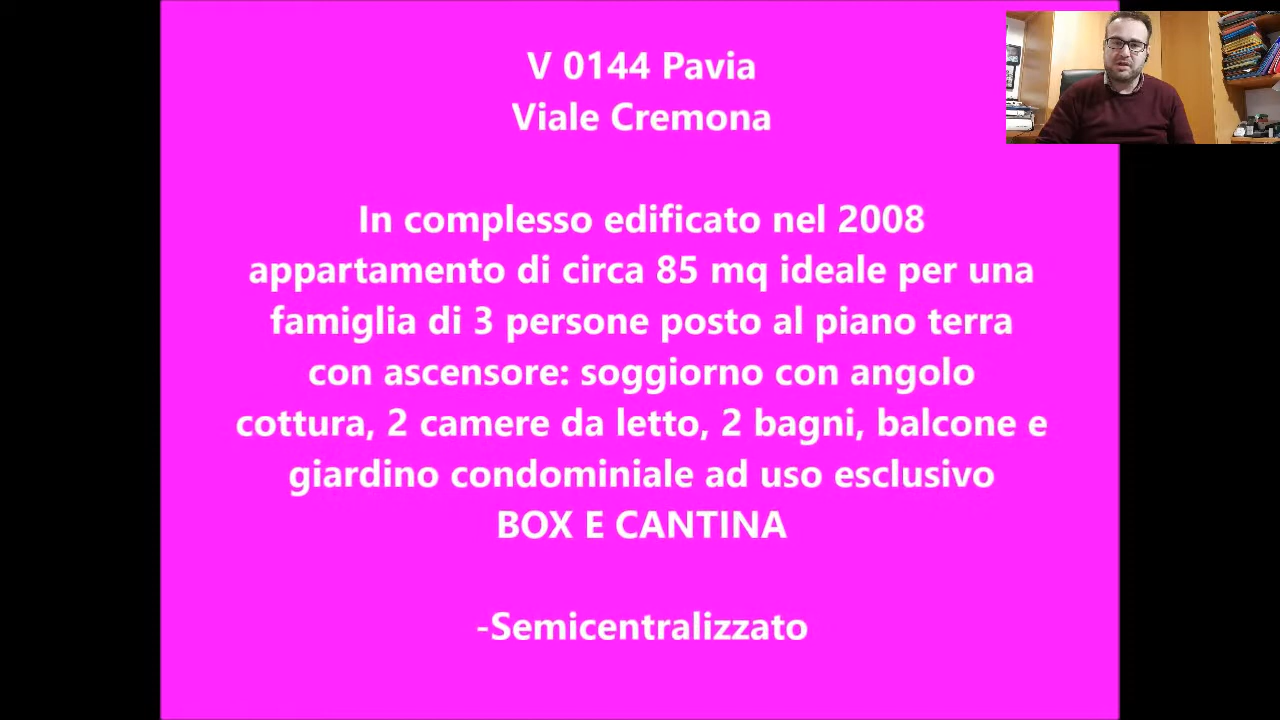 V 0144 Pavia
Viale Cremona
In complesso edificato nel 2008
appartamento di circa 85 mq ideale per una
famiglia di 3 persone posto al piano terra
con ascensore: soggiorno con angolo
cottura, 2 camere da letto, 2 bagni, balcone e
giardino condominiale ad uso esclusivo
BOX E CANTINA
-Semicentralizzato